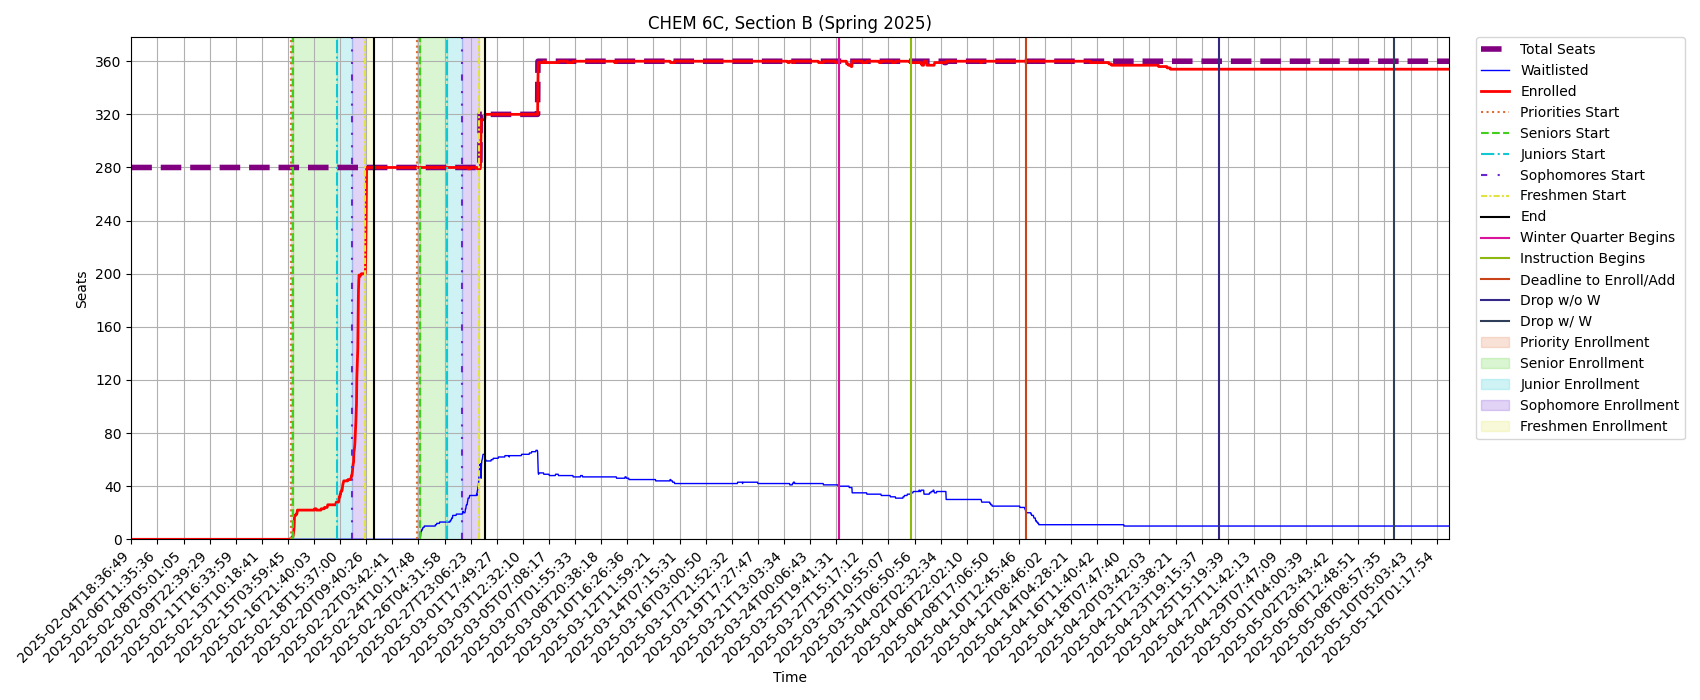 CHEM 6C, Section B (Spring 2025)
Seats
360
320
280
240
200
160
120
80
40
0
2025-02-04T18:36:49
2025-02-06T11:35:36
2025-02-08T05:01:05
2025-02-09T22:39:29
2025-02-11T16:33:59
2025-02-13T10:18:41
2025-02-15T03:59:45
2025-02-16T21:40:03
2025-02-18T15:37:00
2025-02-20T09:40:26
2025-02-22T03:42:41
2025-02-24T10:17:48
2025-02-26T04:31:58
2025-02-27T23:06:23
2025-03-01T17:49:27
2025-03-03T12:32:10
2025-03-05T07:08:17
2025-03-07T01:55:33
2025-03-08T20:38:18
2025-03-10T16:26:36
2025-03-12T11:59:21
2025-03-14T07:15:31
2025-03-16T03:00:50
2025-03-17T21:52:32
2025-03-19T17:27:47
2025-03-21T13:03:34
2025-03-24T00:06:43
2025-03-25T19:41:37
2025-03-27T15:17:12
2025-03-29T10:55:07
2025-03-31T06:50:56
2025-04-02T02:32:34
2025-04-06T22:02:10
2025-04-08T17:06:50
2025-04-10T12:45:46
2025-04-12T08:46:02
2025-04-14T04:28:21
2025-04-16T11:40:42
2025-04-18T07:47:40
2025-04-20T03:42:03
2025-04-21T23:38:21
2025-04-23T19:15:37
2025-04-25T15:19:39
2025-04-27T11:42:13
2025-04-29T07:47:09
2025-05-01T04:00:39
2025-05-02T23:43:42
2025-05-06T12:48:51
2025-05-08T08:57:35
2025-05-10T05:03:43
2025-05-12T01:17:54
Time
Total Seats
Waitlisted
Enrolled
Priorities Start
Seniors Start
Juniors Start
Sophomores Start
Freshmen Start
End
Winter Quarter Begins
Instruction Begins
Deadline to Enroll/Add
Drop w/o W
Drop w/ W
Priority Enrollment
Senior Enrollment
Junior Enrollment
Sophomore Enrollment
Freshmen Enrollment